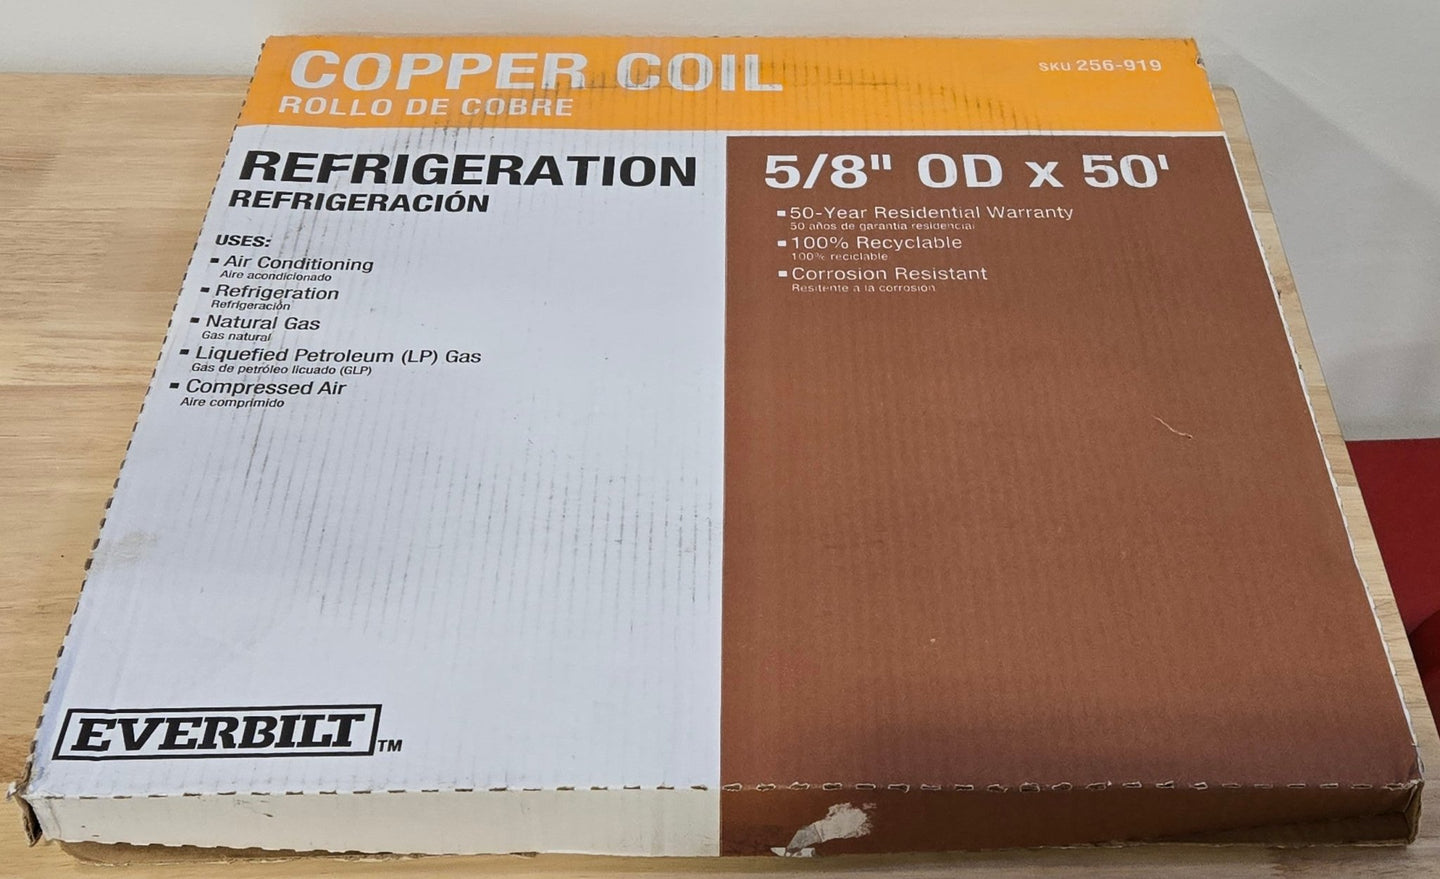 COPPER COIL
ROLLO DE COBRE
SKU 256-919
REFRIGERATION
REFRIGERACIÓN
USES:
▪ Air Conditioning
Aire acondicionado
▪ Refrigeration
Refrigeración
▪ Natural Gas
Gas natural
▪ Liquefied Petroleum (LP) Gas
Gas de petróleo licuado (GLP)
▪ Compressed Air
Aire comprimido
EVERBILT™
5/8" OD x 50'
▪ 50-Year Residential Warranty
50 años de garantía residencial
▪ 100% Recyclable
100% reciclable
▪ Corrosion Resistant
Resitente a la corrosión